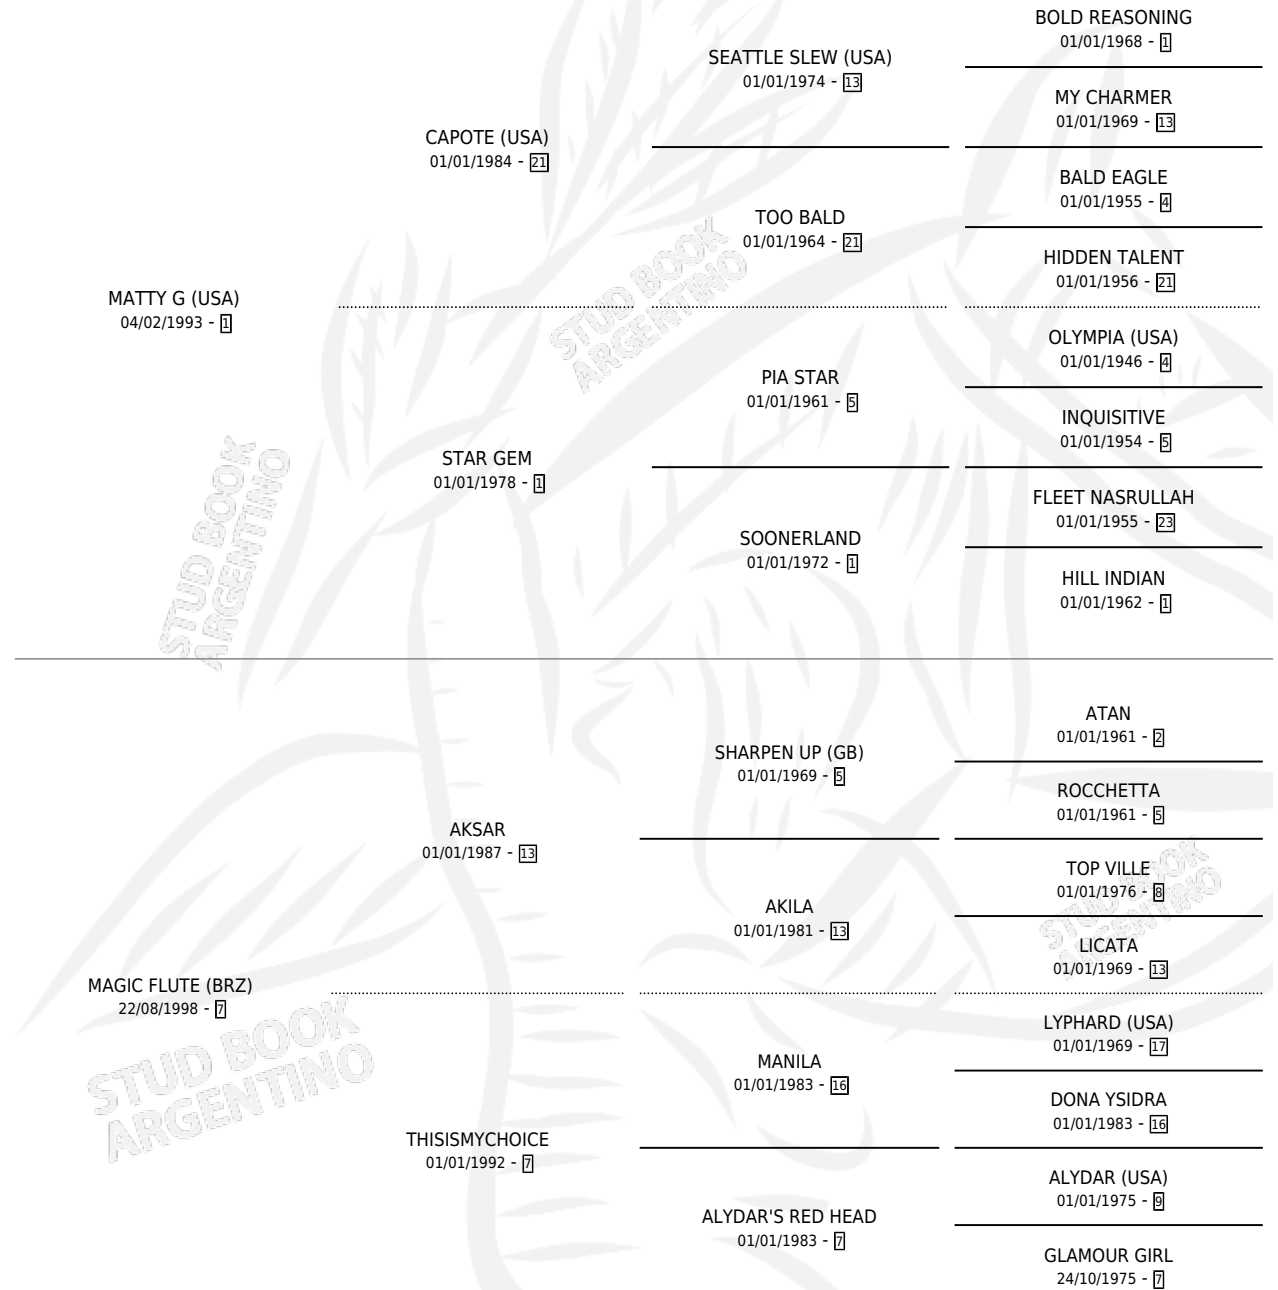 BOLD REASONING
01/01/1968 - 1
SEATTLE SLEW (USA)
01/01/1974 - 13
MY CHARMER
01/01/1969 - 13
CAPOTE (USA)
01/01/1984 - 21
BALD EAGLE
01/01/1955 - 4
TOO BALD
01/01/1964 - 21
HIDDEN TALENT
01/01/1956 - 21
MATTY G (USA)
04/02/1993 - 1
OLYMPIA (USA)
01/01/1946 - 4
PIA STAR
01/01/1961 - 5
INQUISITIVE
01/01/1954 - 5
STAR GEM
01/01/1978 - 1
FLEET NASRULLAH
01/01/1955 - 23
SOONERLAND
01/01/1972 - 1
HILL INDIAN
01/01/1962 - 1
ATAN
01/01/1961 - 2
SHARPEN UP (GB)
01/01/1969 - 5
ROCCHETTA
01/01/1961 - 5
AKSAR
01/01/1987 - 13
TOP VILLE
01/01/1976 - 8
AKILA
01/01/1981 - 13
LICATA
01/01/1969 - 13
MAGIC FLUTE (BRZ)
22/08/1998 - 7
LYPHARD (USA)
01/01/1969 - 17
MANILA
01/01/1983 - 16
DONA YSIDRA
01/01/1983 - 16
THISISMYCHOICE
01/01/1992 - 7
ALYDAR (USA)
01/01/1975 - 9
ALYDAR'S RED HEAD
01/01/1983 - 7
GLAMOUR GIRL
24/10/1975 - 7
STUD BOOK
ARGENTINO
STUD BOOK
ARGENTINO
STUD BOOK
ARGENTINO
STUD BOOK
ARGENTINO